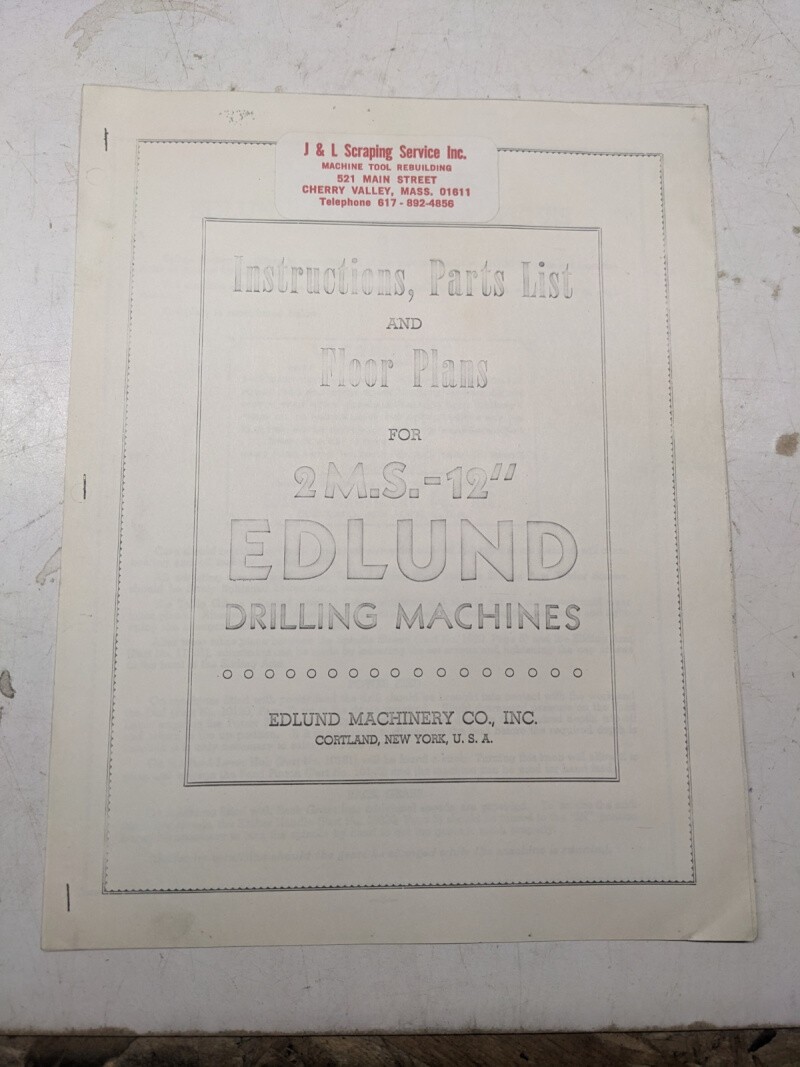 J & L Scraping Service Inc.
MACHINE TOOL REBUILDING
521 MAIN STREET
CHERRY VALLEY, MASS. 01611
Telephone 617 - 892-4856
Instructions, Parts List
AND
Floor Plans
FOR
2 M.S.-12"
EDLUND
DRILLING MACHINES
EDLUND MACHINERY CO., INC.
CORTLAND, NEW YORK, U. S. A.